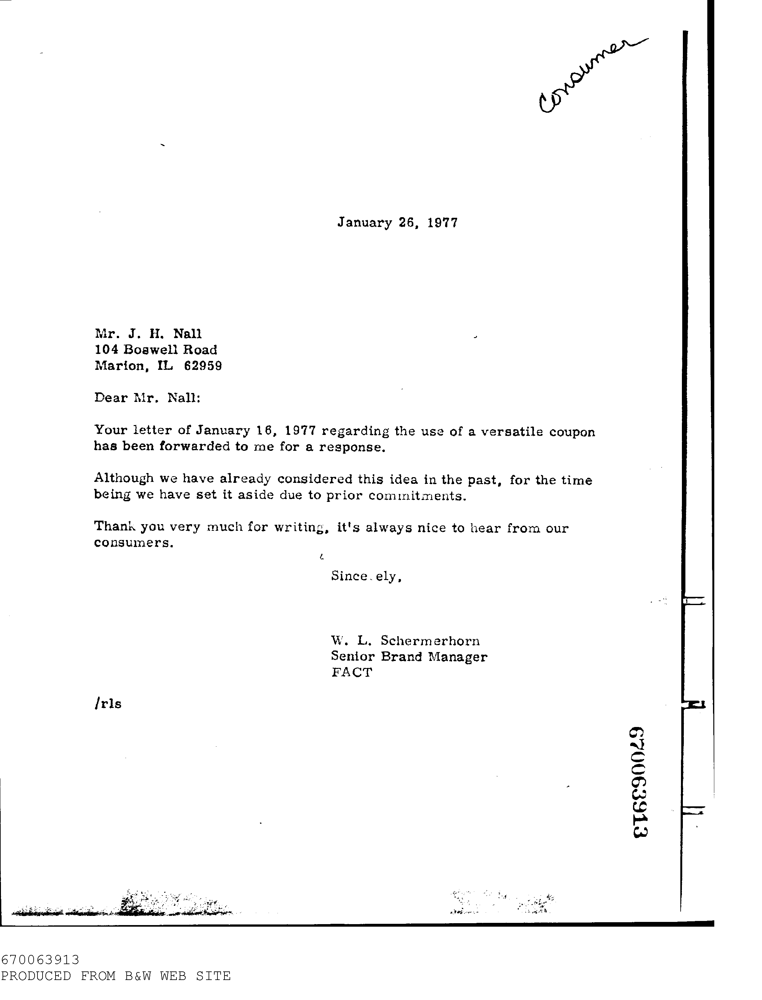 Consumer
January 26, 1977
Mr. J. H. Nall
104 Boswell Road
Marion, IL 62959
Dear Mr. Nall:
Your letter of January 16, 1977 regarding the use of a versatile coupon
has been forwarded to me for a response.
Although we have already considered this idea in the past, for the time
being we have set it aside due to prior commitments.
Thank you very much for writing, it's always nice to hear from our
consumers.
Since.ely,
W. L. Schermerhorn
Senior Brand Manager
FACT
/rls
670063913
670063913
PRODUCED FROM B&W WEB SITE